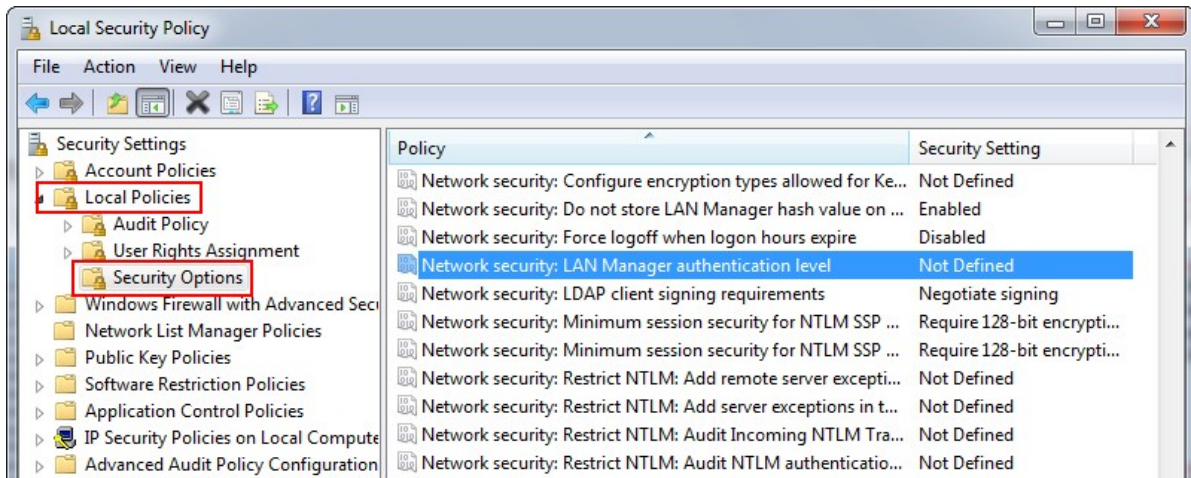 Local Security Policy
File Action View Help
Security Settings
Account Policies
Local Policies
Audit Policy
User Rights Assignment
Security Options
Windows Firewall with Advanced Secu
Network List Manager Policies
Public Key Policies
Software Restriction Policies
Application Control Policies
IP Security Policies on Local Compute
Advanced Audit Policy Configuration
Policy Security Setting
Network security: Configure encryption types allowed for Ke... Not Defined
Network security: Do not store LAN Manager hash value on ... Enabled
Network security: Force logoff when logon hours expire Disabled
Network security: LAN Manager authentication level Not Defined
Network security: LDAP client signing requirements Negotiate signing
Network security: Minimum session security for NTLM SSP ... Require 128-bit encrypti...
Network security: Minimum session security for NTLM SSP ... Require 128-bit encrypti...
Network security: Restrict NTLM: Add remote server excepti... Not Defined
Network security: Restrict NTLM: Add server exceptions in t... Not Defined
Network security: Restrict NTLM: Audit Incoming NTLM Tra... Not Defined
Network security: Restrict NTLM: Audit NTLM authenticatio... Not Defined